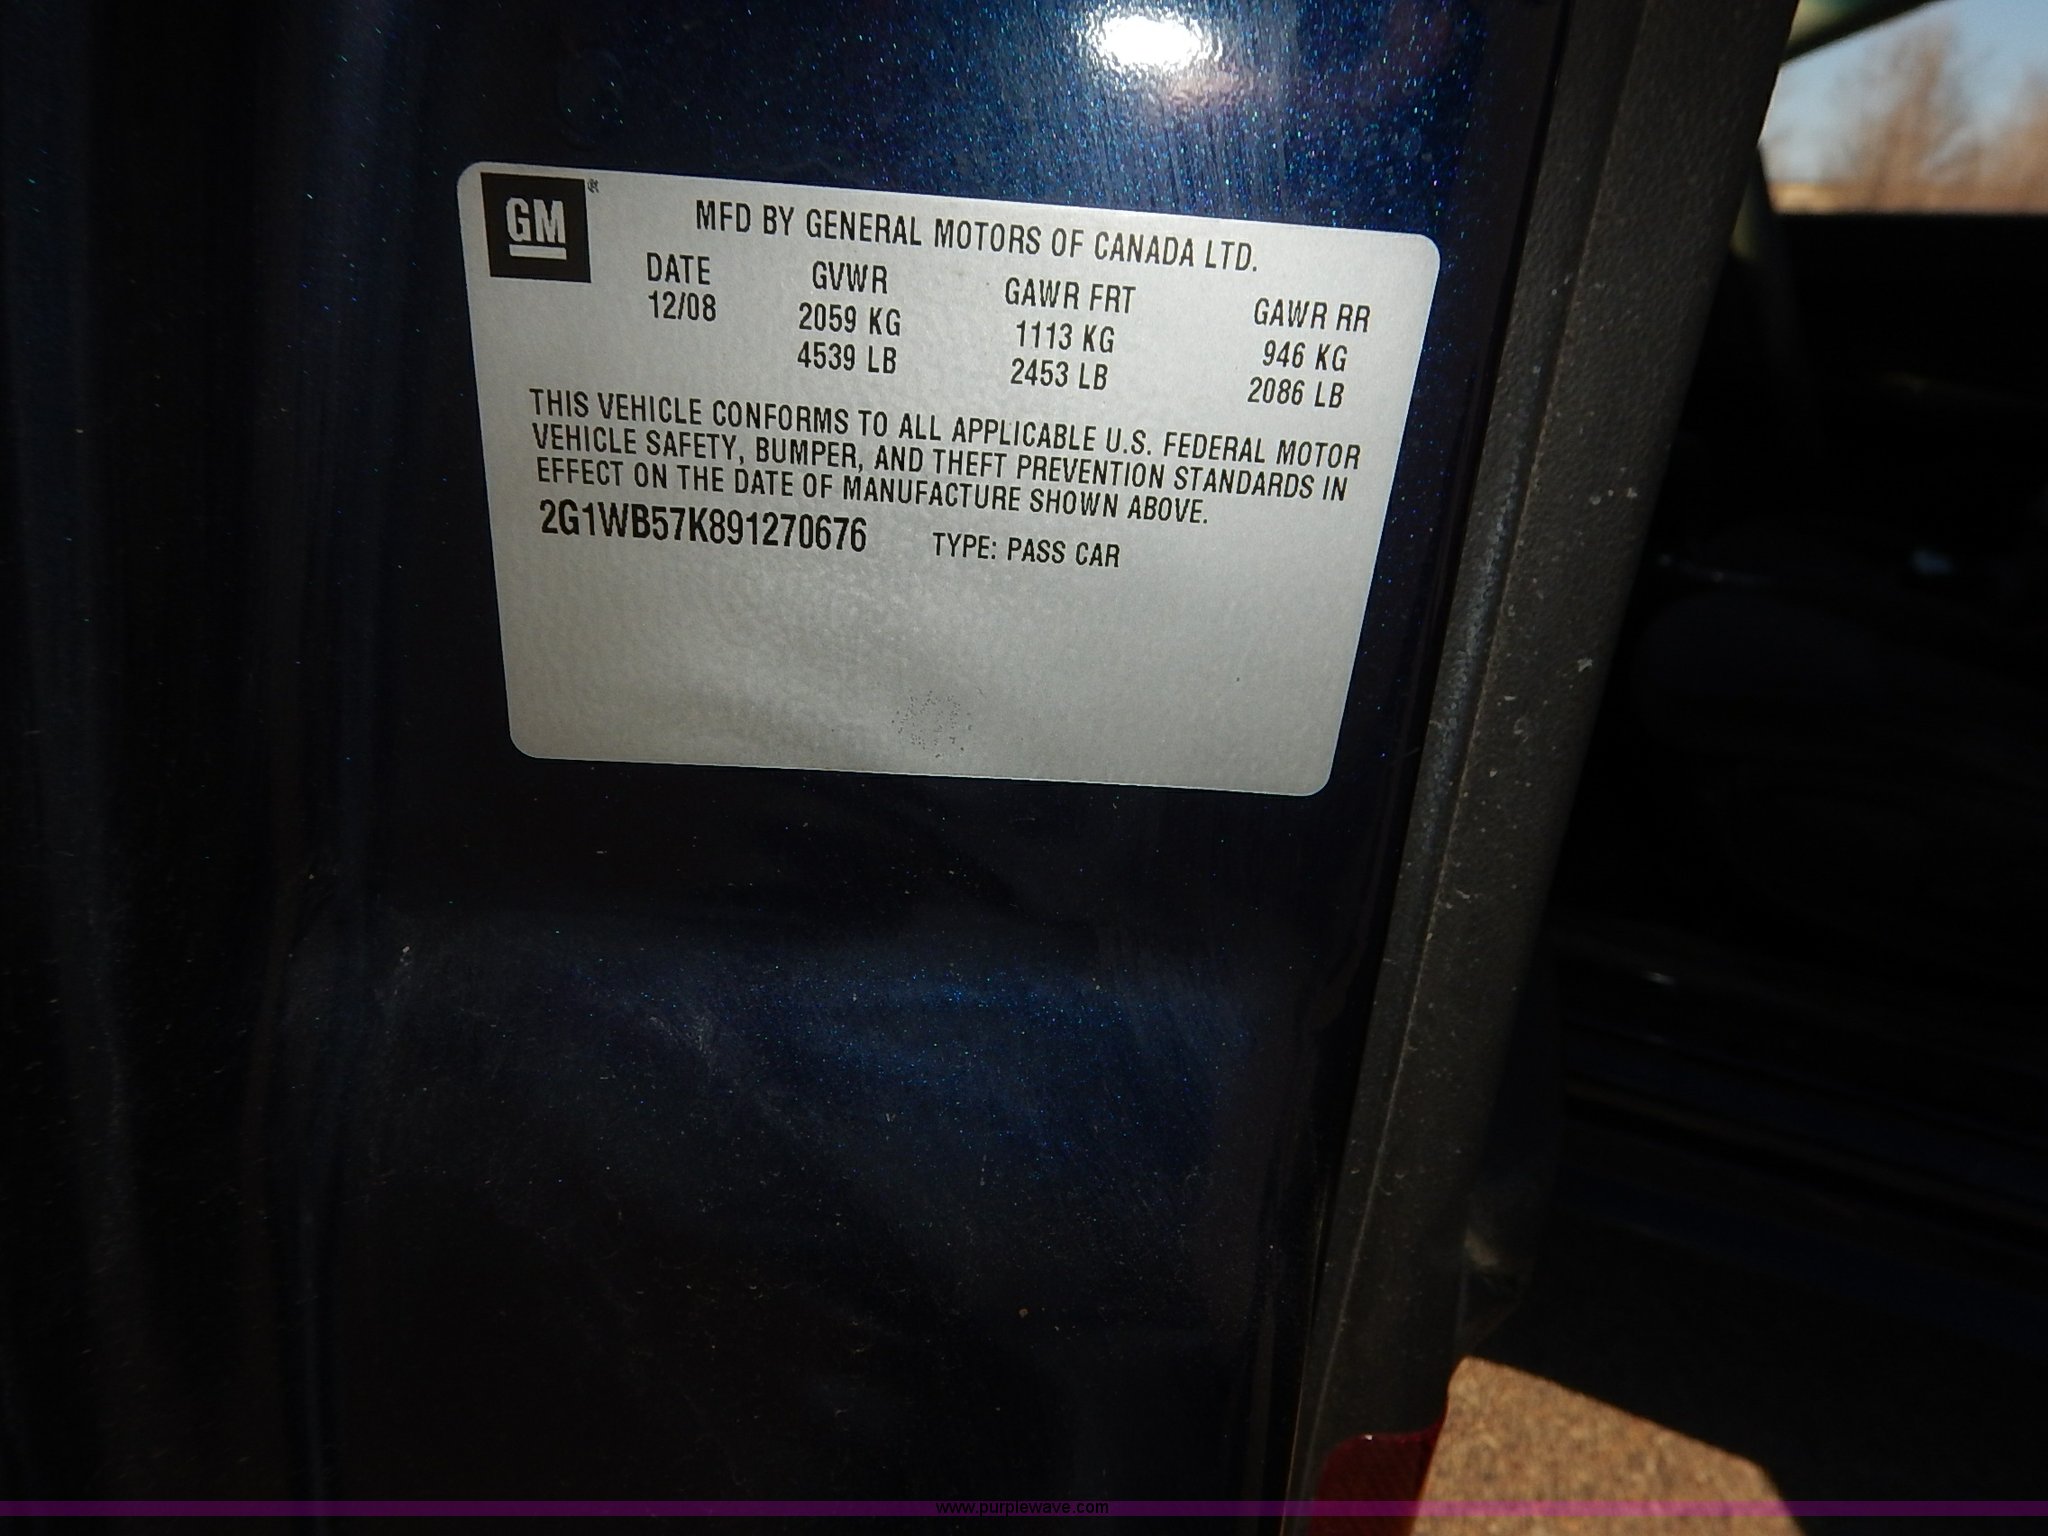 GM ®
MFD BY GENERAL MOTORS OF CANADA LTD.
DATE GVWR GAWR FRT GAWR RR
12/08 2059 KG 1113 KG 946 KG
4539 LB 2453 LB 2086 LB
THIS VEHICLE CONFORMS TO ALL APPLICABLE U.S. FEDERAL MOTOR
VEHICLE SAFETY, BUMPER, AND THEFT PREVENTION STANDARDS IN
EFFECT ON THE DATE OF MANUFACTURE SHOWN ABOVE.
2G1WB57K891270676 TYPE: PASS CAR
www.purplewave.com